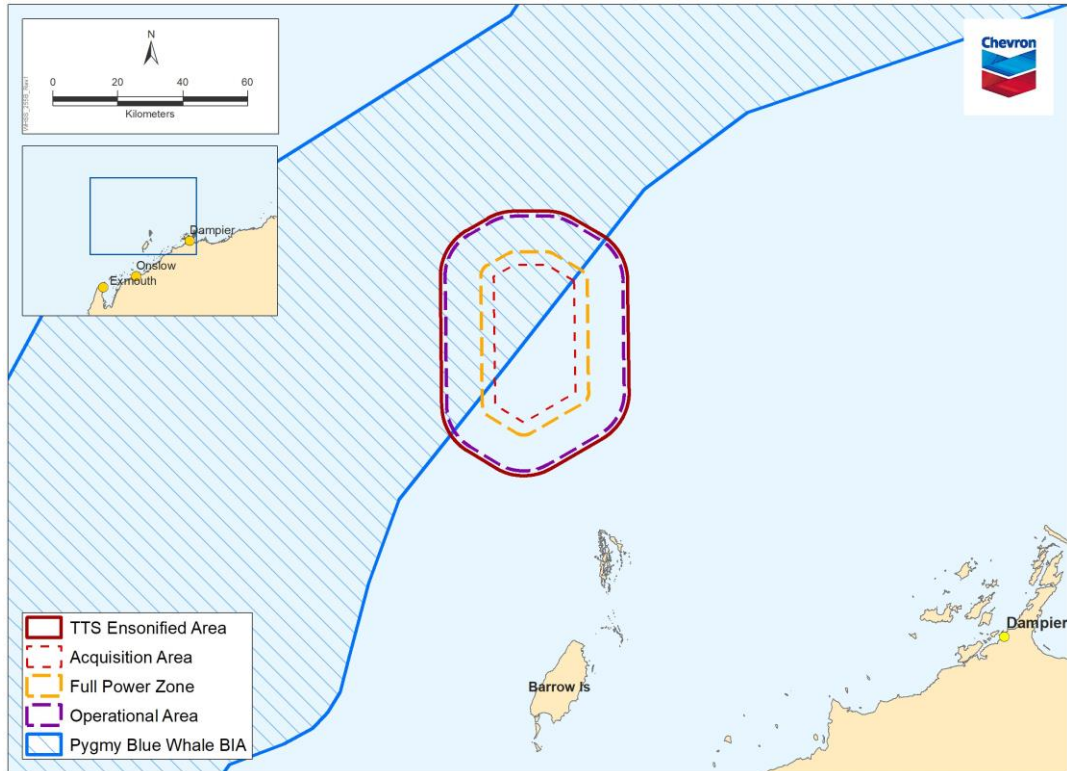 N
0 20 40 60
Kilometers
Chevron
Dampier
Onslow
Exmouth
TTS Ensonified Area
Acquisition Area
Full Power Zone
Operational Area
Pygmy Blue Whale BIA
Barrow Is
Dampier